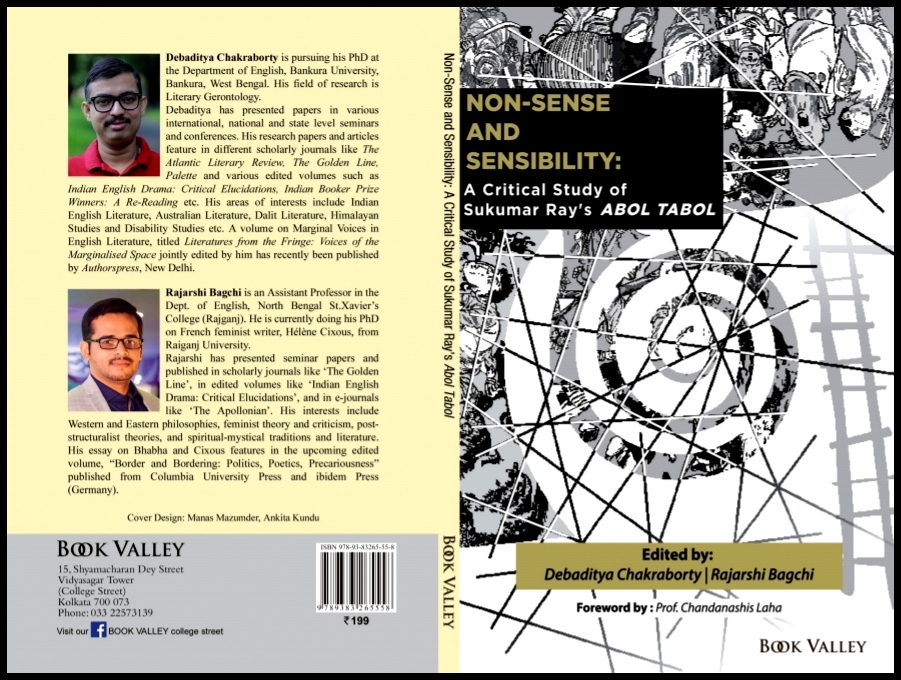 Debaditya Chakraborty is pursuing his PhD at
the Department of English, Bankura University,
Bankura, West Bengal. His field of research is
Literary Gerontology.
Debaditya has presented papers in various
international, national and state level seminars
and conferences. His research papers and articles
feature in different scholarly journals like The
Atlantic Literary Review, The Golden Line,
Palette and various edited volumes such as
Indian English Drama: Critical Elucidations, Indian Booker Prize
Winners: A Re-Reading etc. His areas of interests include Indian
English Literature, Australian Literature, Dalit Literature, Himalayan
Studies and Disability Studies etc. A volume on Marginal Voices in
English Literature, titled Literatures from the Fringe: Voices of the
Marginalised Space jointly edited by him has recently been published
by Authorspress, New Delhi.
Rajarshi Bagchi is an Assistant Professor in the
Dept. of English, North Bengal St.Xavier's
College (Rajganj). He is currently doing his PhD
on French feminist writer, Hélène Cixous, from
Raiganj University.
Rajarshi has presented seminar papers and
published in scholarly journals like 'The Golden
Line', in edited volumes like 'Indian English
Drama: Critical Elucidations', and in e-journals
like 'The Apollonian'. His interests include
Western and Eastern philosophies, feminist theory and criticism, post-
structuralist theories, and spiritual-mystical traditions and literature.
His essay on Bhabha and Cixous features in the upcoming edited
volume, "Border and Bordering: Politics, Poetics, Precariousness"
published from Columbia University Press and ibidem Press
(Germany).
Cover Design: Manas Mazumder, Ankita Kundu
BOOK VALLEY
15, Shyamacharan Dey Street
Vidyasagar Tower
(College Street)
Kolkata 700 073
Phone: 033 22573139
Visit our f BOOK VALLEY college street
ISBN 978-93-83265-55-8
9 789383 265558
₹ 199
Non-Sense and Sensibility: A Critical Study of Sukumar Ray's Abol Tabol
BOOK VALLEY
NON-SENSE
AND
SENSIBILITY:
A Critical Study of
Sukumar Ray's ABOL TABOL
Edited by:
Debaditya Chakraborty | Rajarshi Bagchi
Foreword by : Prof. Chandanashis Laha
BOOK VALLEY